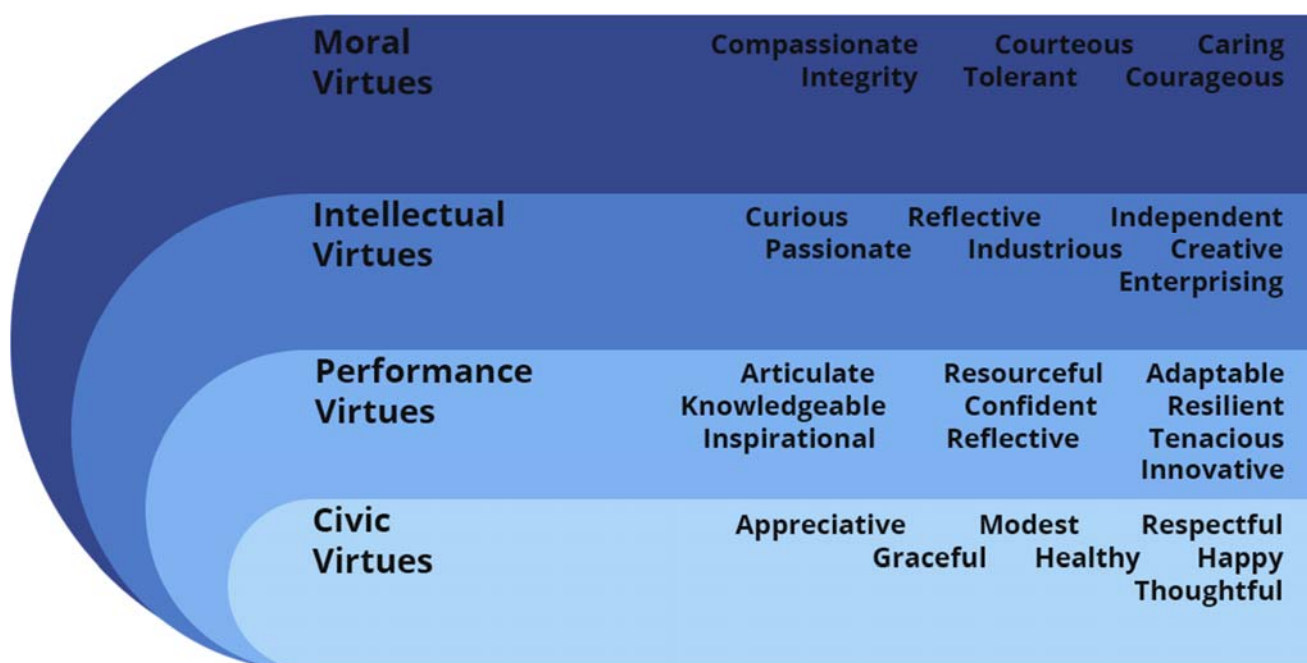 Moral
Virtues
Compassionate Courteous Caring
Integrity Tolerant Courageous
Intellectual
Virtues
Curious Reflective Independent
Passionate Industrious Creative
Enterprising
Performance
Virtues
Articulate Resourceful Adaptable
Knowledgeable Confident Resilient
Inspirational Reflective Tenacious
Innovative
Civic
Virtues
Appreciative Modest Respectful
Graceful Healthy Happy
Thoughtful